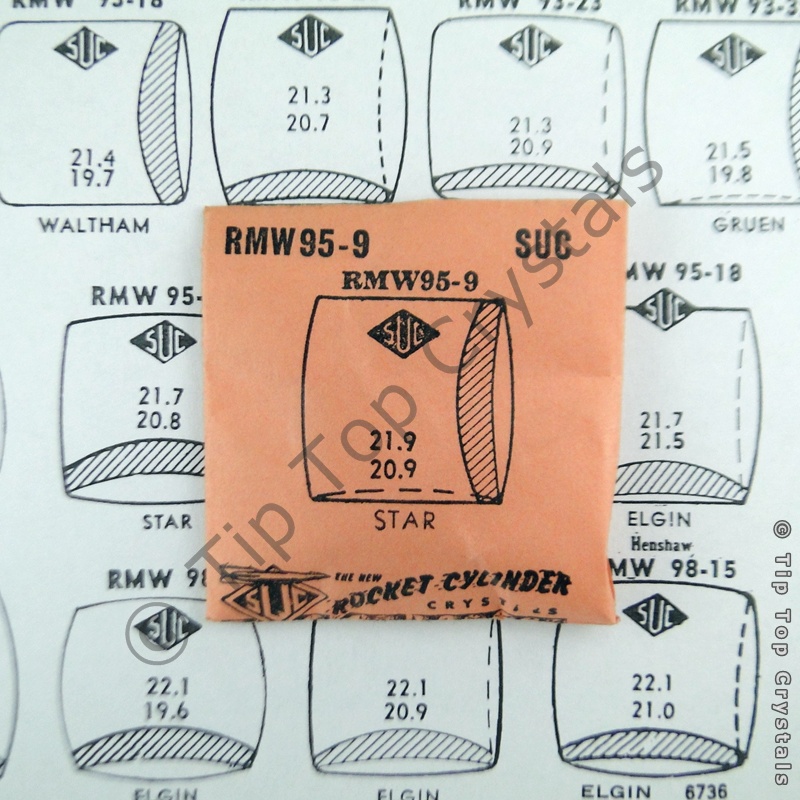 RMW 93-18
RMW 93-23
RMW 93-3
SUC
SUC
SUC
SUC
21.3
20.7
21.3
20.9
21.4
19.7
21.5
19.8
WALTHAM
GRUEN
RMW95-9 SUC
RMW95-9
SUC
21.9
20.9
STAR
THE NEW
SUC ROCKET CYLINDER
CRYSTALS
RMW 95-
SUC
21.7
20.8
STAR
MW 95-18
SUC
21.7
21.5
ELGIN
Henshaw
RMW 98
SUC
22.1
19.6
ELGIN
22.1
20.9
ELGIN
MW 98-15
SUC
22.1
21.0
ELGIN 6736
© Tip Top Crystals
© Tip Top Crystals